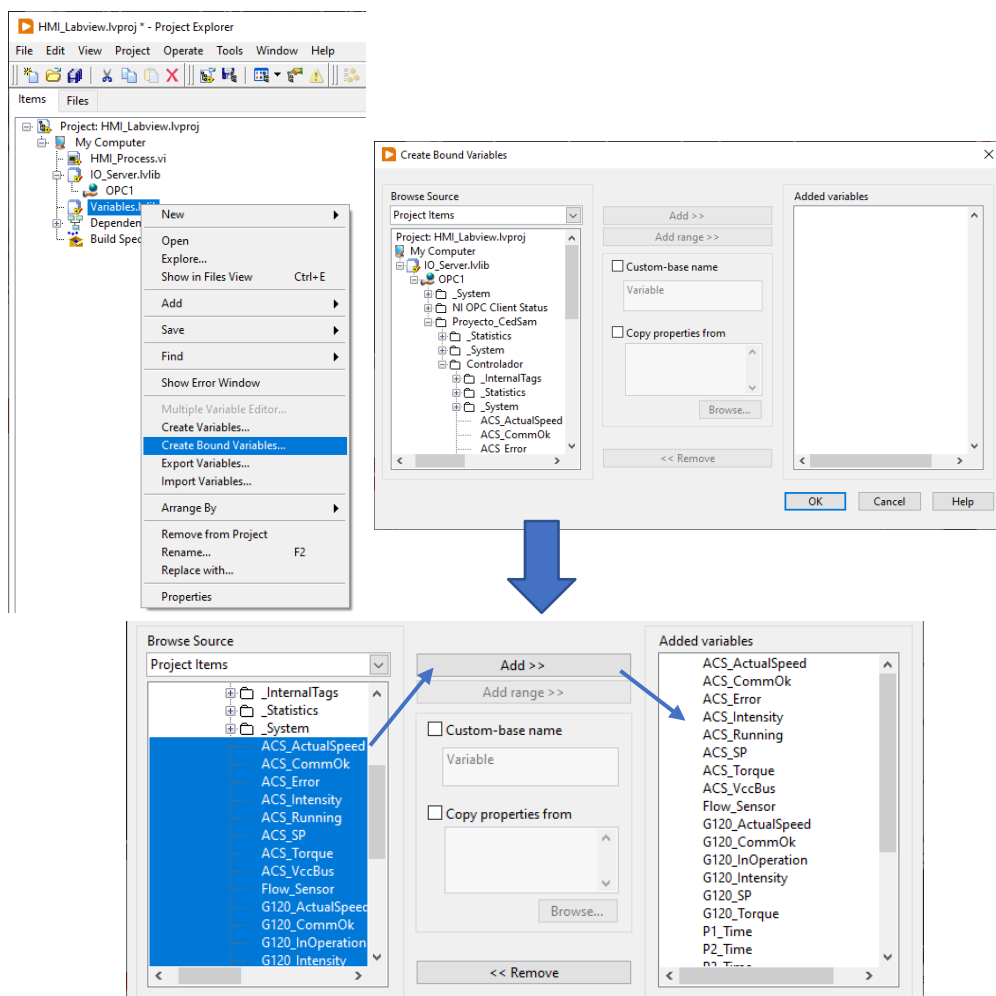 HMI_Labview.lvproj * - Project Explorer
File Edit View Project Operate Tools Window Help
Items Files
Project: HMI_Labview.lvproj
My Computer
HMI_Process.vi
IO_Server.lvlib
OPC1
Variables.lvlib
Dependen
Build Spec
New
Open
Explore...
Show in Files View Ctrl+E
Add
Save
Find
Show Error Window
Multiple Variable Editor...
Create Variables...
Create Bound Variables...
Export Variables...
Import Variables...
Arrange By
Remove from Project
Rename... F2
Replace with...
Properties
Create Bound Variables
Browse Source
Project Items
Project: HMI_Labview.lvproj
My Computer
IO_Server.lvlib
OPC1
_System
NI OPC Client Status
Proyecto_CedSam
_Statistics
_System
Controlador
_InternalTags
_Statistics
_System
ACS_ActualSpeed
ACS_CommOk
ACS_Error
Add >>
Add range >>
Custom-base name
Variable
Copy properties from
Browse...
<< Remove
Added variables
OK Cancel Help
Browse Source
Project Items
_InternalTags
_Statistics
_System
ACS_ActualSpeed
ACS_CommOk
ACS_Error
ACS_Intensity
ACS_Running
ACS_SP
ACS_Torque
ACS_VccBus
Flow_Sensor
G120_ActualSpeed
G120_CommOk
G120_InOperation
G120_Intensity
Add >>
Add range >>
Custom-base name
Variable
Copy properties from
Browse...
<< Remove
Added variables
ACS_ActualSpeed
ACS_CommOk
ACS_Error
ACS_Intensity
ACS_Running
ACS_SP
ACS_Torque
ACS_VccBus
Flow_Sensor
G120_ActualSpeed
G120_CommOk
G120_InOperation
G120_Intensity
G120_SP
G120_Torque
P1_Time
P2_Time
P3_Time